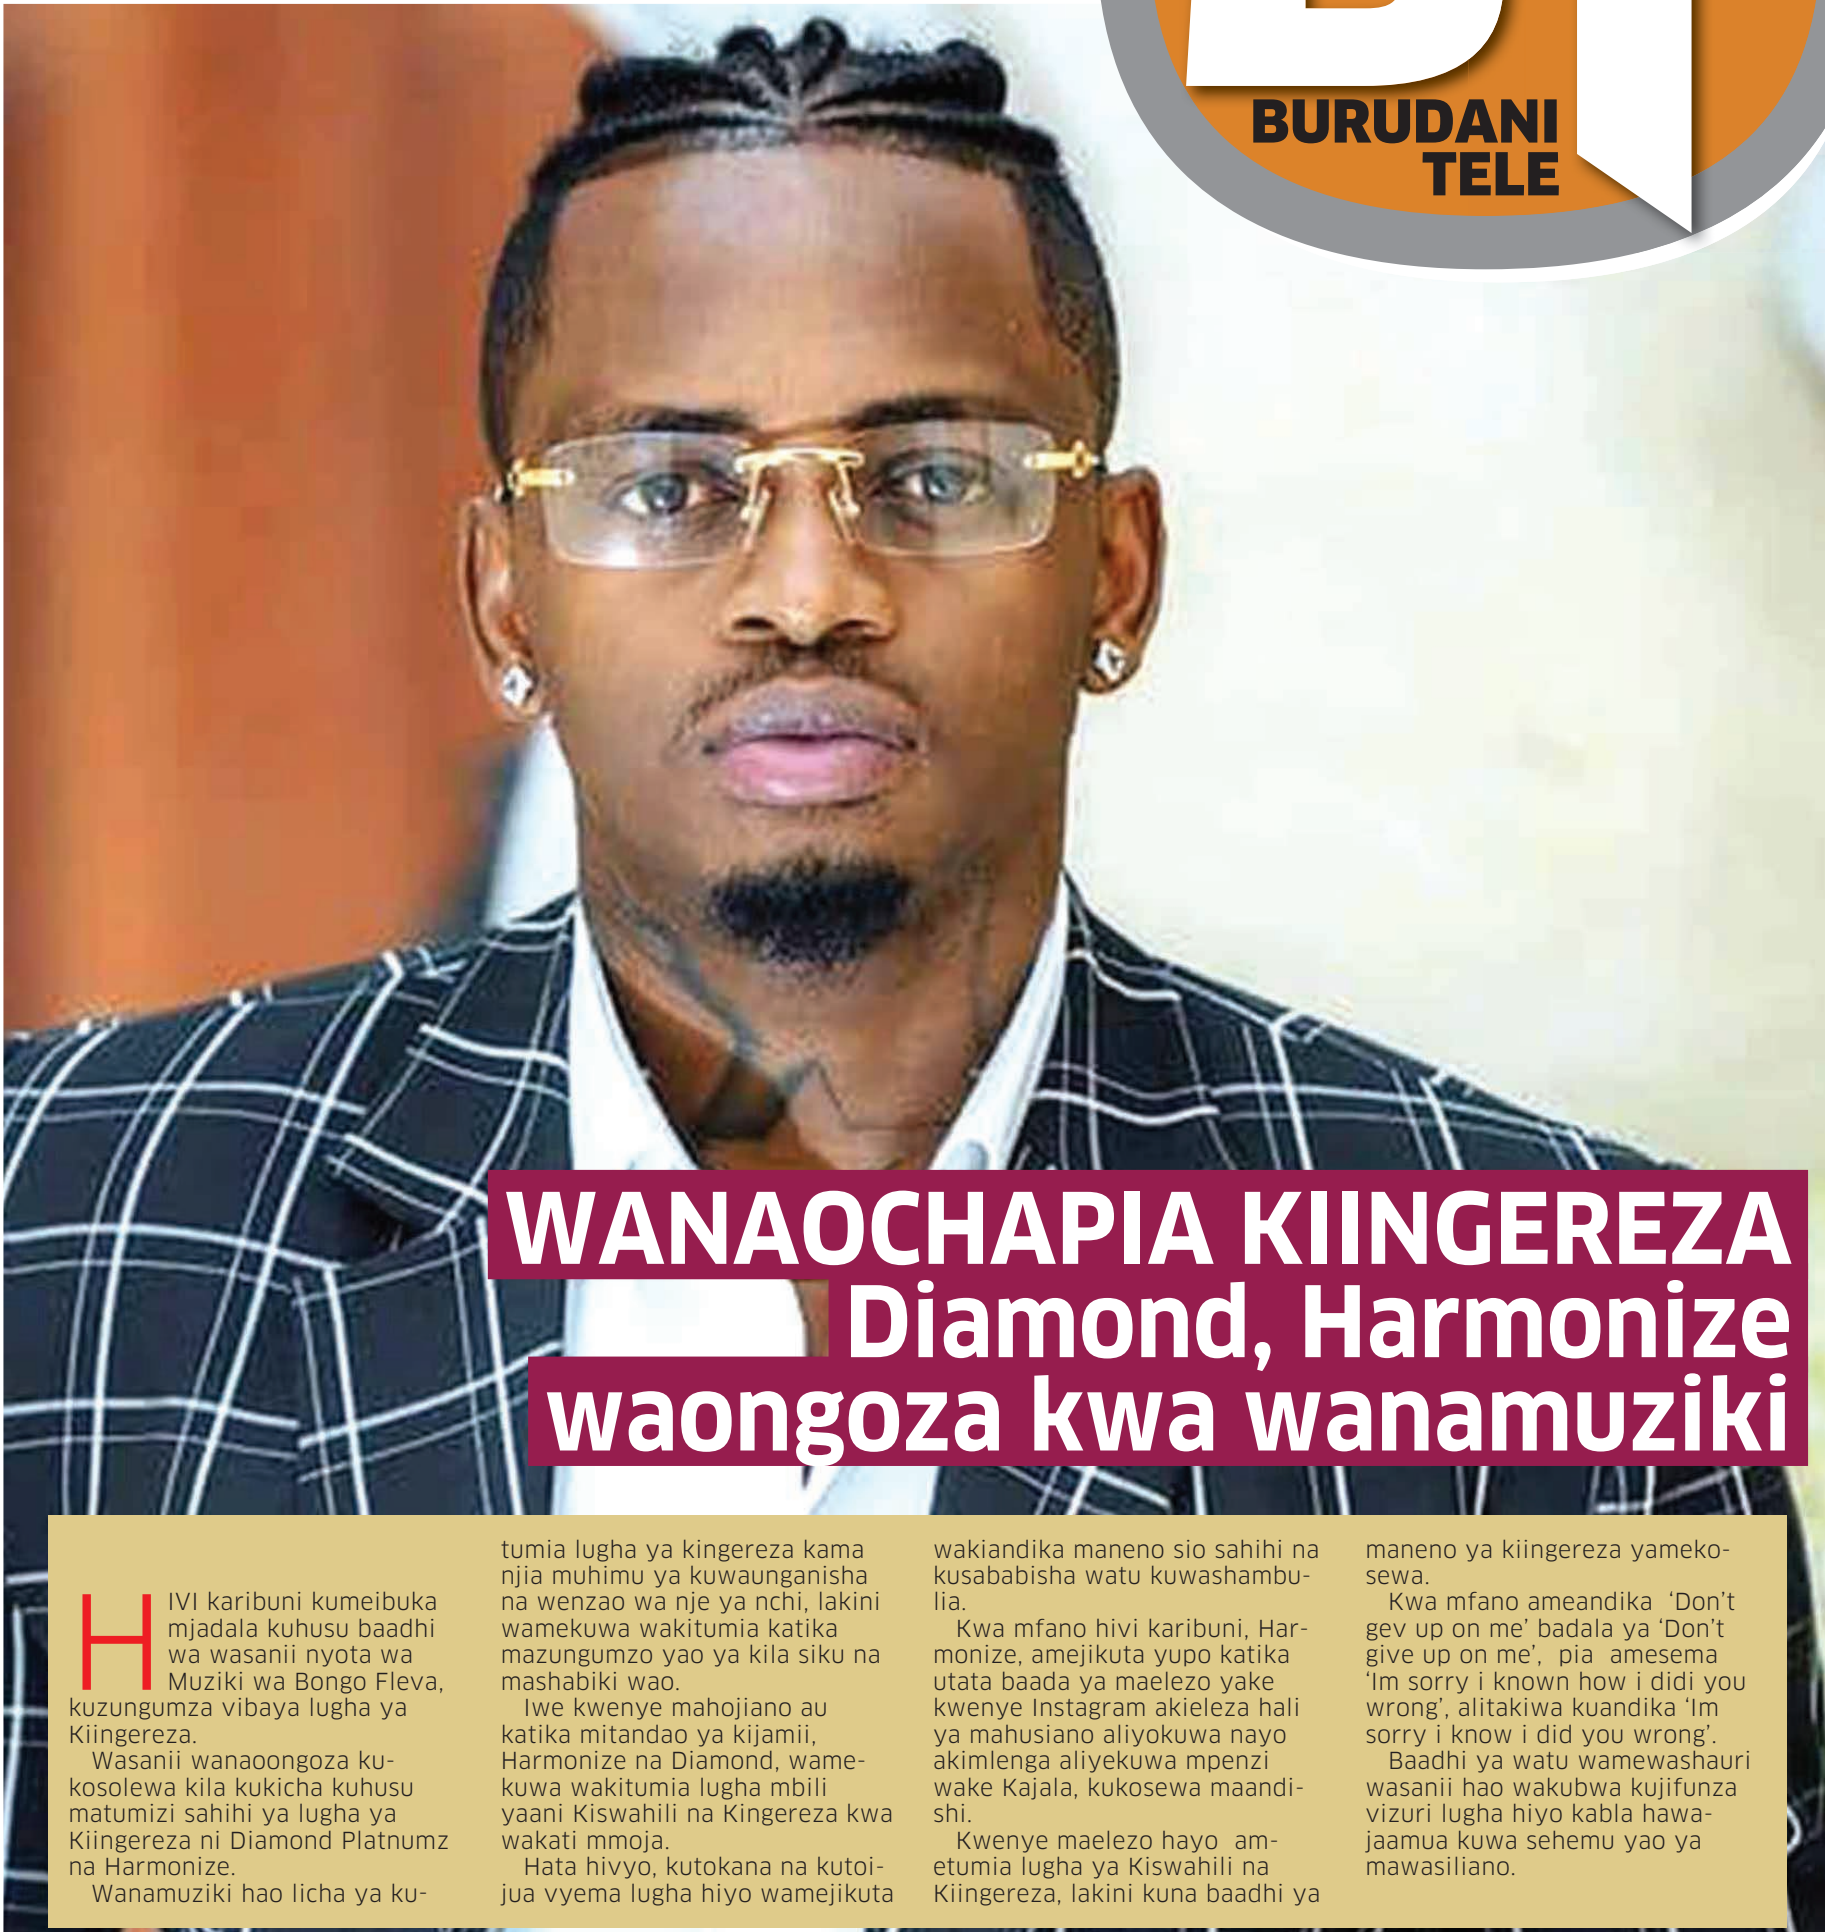 BT
BURUDANI
TELE
WANAOCHAPIA KIINGEREZA
Diamond, Harmonize
waongoza kwa wanamuziki
HIVI karibuni kumeibuka
mjadala kuhusu baadhi
wa wasanii nyota wa
Muziki wa Bongo Fleva,
kuzungumza vibaya lugha ya
Kiingereza.
Wasanii wanaoongoza ku-
kosolewa kila kukicha kuhusu
matumizi sahihi ya lugha ya
Kiingereza ni Diamond Platnumz
na Harmonize.
Wanamuziki hao licha ya ku-
tumia lugha ya kingereza kama
njia muhimu ya kuwaunganisha
na wenzao wa nje ya nchi, lakini
wamekuwa wakitumia katika
mazungumzo yao ya kila siku na
mashabiki wao.
Iwe kwenye mahojiano au
katika mitandao ya kijamii,
Harmonize na Diamond, wame-
kuwa wakitumia lugha mbili
yaani Kiswahili na Kingereza kwa
wakati mmoja.
Hata hivyo, kutokana na kutoi-
jua vyema lugha hiyo wamejikuta
wakiandika maneno sio sahihi na
kusababisha watu kuwashambu-
lia.
Kwa mfano hivi karibuni, Har-
monize, amejikuta yupo katika
utata baada ya maelezo yake
kwenye Instagram akieleza hali
ya mahusiano aliyokuwa nayo
akimlenga aliyekuwa mpenzi
wake Kajala, kukosewa maandi-
shi.
Kwenye maelezo hayo am-
etumia lugha ya Kiswahili na
Kiingereza, lakini kuna baadhi ya
maneno ya kiingereza yameko-
sewa.
Kwa mfano ameandika ‘Don’t
gev up on me’ badala ya ‘Don’t
give up on me’, pia amesema
‘Im sorry i known how i didi you
wrong’, alitakiwa kuandika ‘Im
sorry i know i did you wrong’.
Baadhi ya watu wamewashauri
wasanii hao wakubwa kujifunza
vizuri lugha hiyo kabla hawa-
jaamua kuwa sehemu yao ya
mawasiliano.